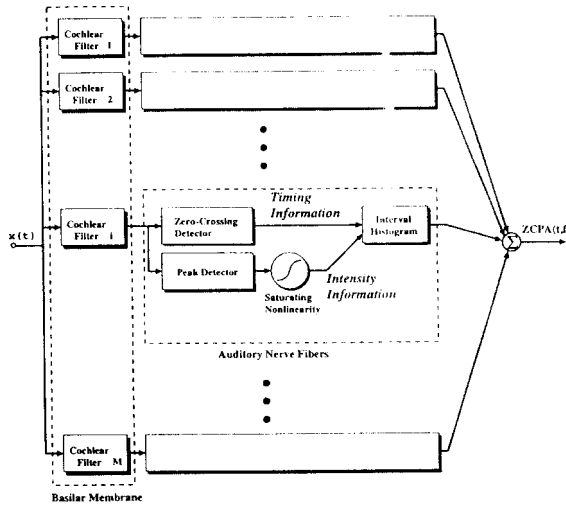 Cochlear
Filter 1
Cochlear
Filter 2
x(t)
Cochlear
Filter i
Zero-Crossing
Detector
Timing
Information
Interval
Histogram
Peak Detector
Saturating
Nonlinearity
Intensity
Information
Σ
ZCPA(t,f
Auditory Nerve Fibers
Cochlear
Filter M
Basilar Membrane